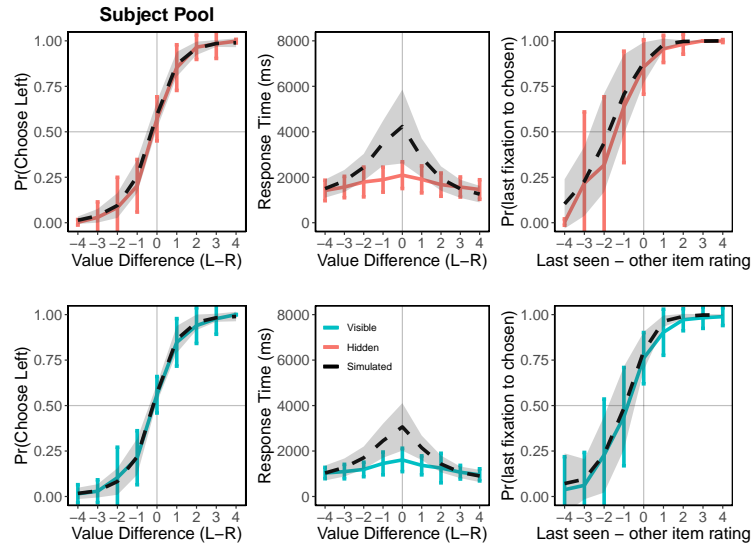 Subject Pool
Pr(Choose Left)
1.00
0.75
0.50
0.25
0.00
−4 −3 −2 −1 0 1 2 3 4
Value Difference (L−R)
Response Time (ms)
8000
6000
4000
2000
0
−4 −3 −2 −1 0 1 2 3 4
Value Difference (L−R)
Pr(last fixation to chosen)
1.00
0.75
0.50
0.25
0.00
−4 −3 −2 −1 0 1 2 3 4
Last seen − other item rating
Pr(Choose Left)
1.00
0.75
0.50
0.25
0.00
−4 −3 −2 −1 0 1 2 3 4
Value Difference (L−R)
Response Time (ms)
8000
6000
4000
2000
0
Visible
Hidden
Simulated
−4 −3 −2 −1 0 1 2 3 4
Value Difference (L−R)
Pr(last fixation to chosen)
1.00
0.75
0.50
0.25
0.00
−4 −3 −2 −1 0 1 2 3 4
Last seen − other item rating